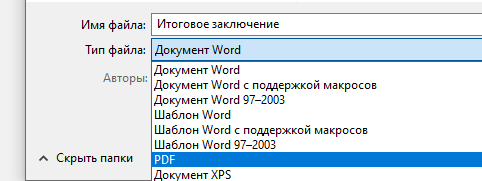 Имя файла: Итоговое заключение
Тип файла: Документ Word
Документ Word
Авторы:
Документ Word с поддержкой макросов
Документ Word 97–2003
Шаблон Word
Шаблон Word с поддержкой макросов
Шаблон Word 97–2003
Скрыть папки
PDF
Документ XPS